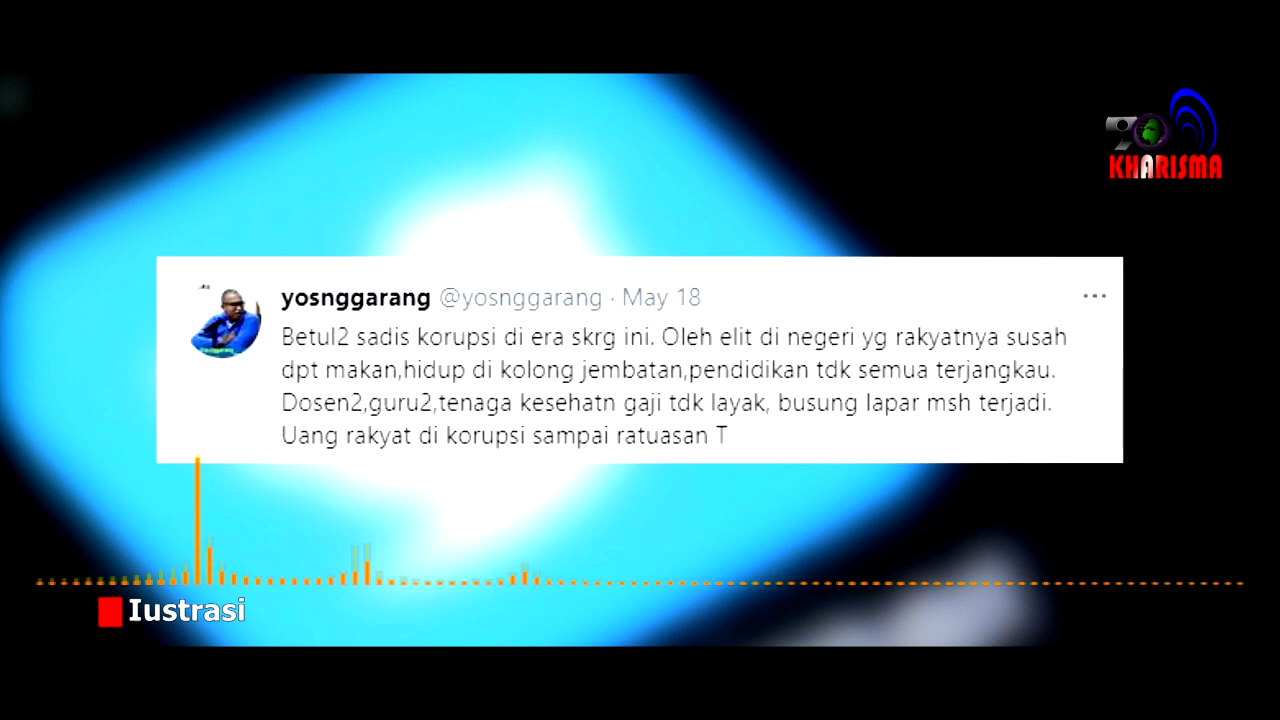 KHARISMA
yosnggarang @yosnggarang · May 18 ...
Betul2 sadis korupsi di era skrg ini. Oleh elit di negeri yg rakyatnya susah
dpt makan,hidup di kolong jembatan,pendidikan tdk semua terjangkau.
Dosen2,guru2,tenaga kesehatn gaji tdk layak, busung lapar msh terjadi.
Uang rakyat di korupsi sampai ratuasan T
Iustrasi